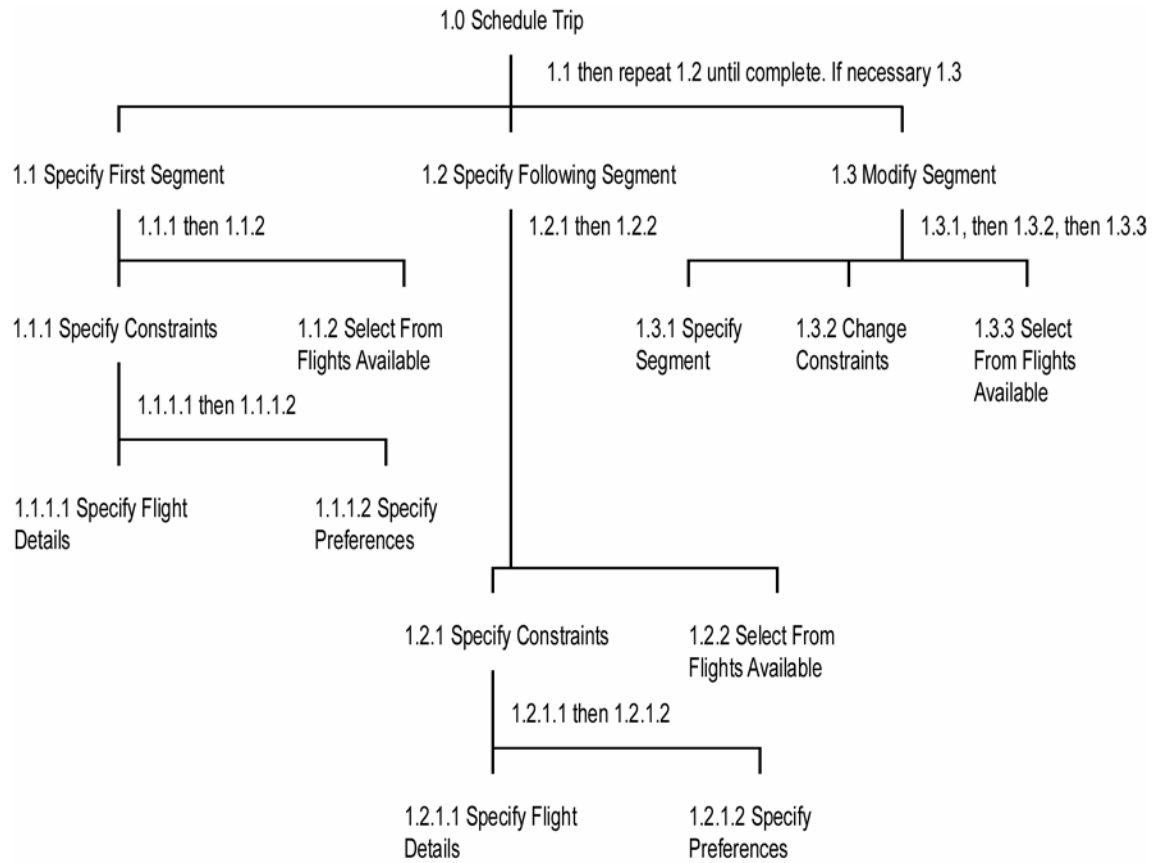 1.0 Schedule Trip
1.1 then repeat 1.2 until complete. If necessary 1.3
1.1 Specify First Segment
1.2 Specify Following Segment
1.3 Modify Segment
1.1.1 then 1.1.2
1.2.1 then 1.2.2
1.3.1, then 1.3.2, then 1.3.3
1.1.1 Specify Constraints
1.1.2 Select From
Flights Available
1.3.1 Specify
Segment
1.3.2 Change
Constraints
1.3.3 Select
From Flights
Available
1.1.1.1 then 1.1.1.2
1.1.1.1 Specify Flight
Details
1.1.1.2 Specify
Preferences
1.2.1 Specify Constraints
1.2.2 Select From
Flights Available
1.2.1.1 then 1.2.1.2
1.2.1.1 Specify Flight
Details
1.2.1.2 Specify
Preferences